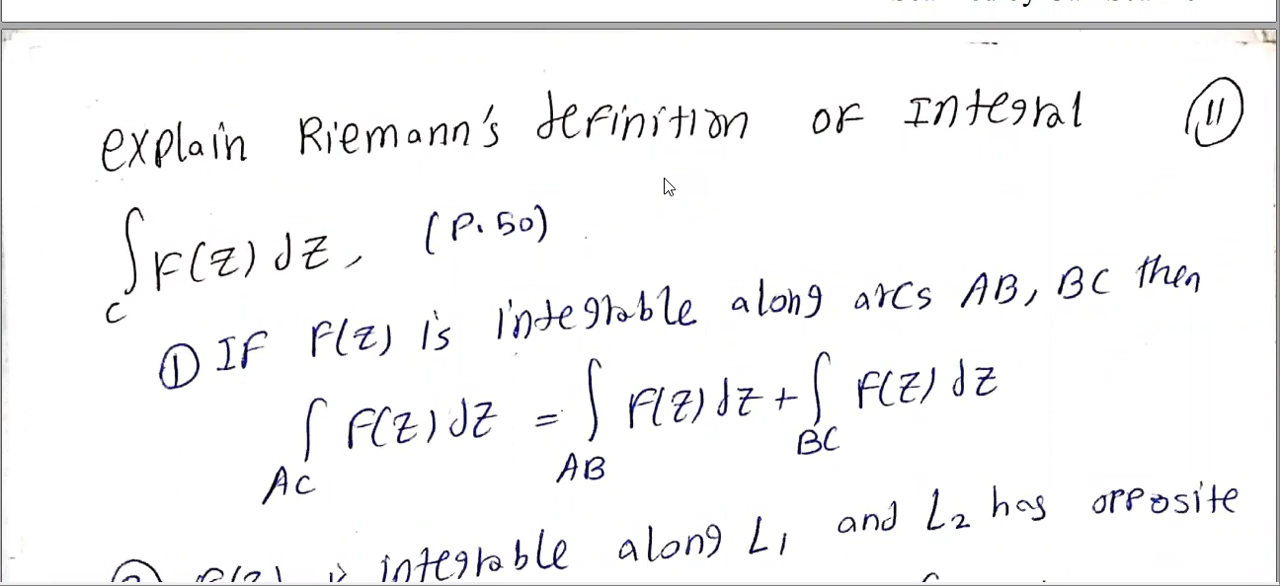 explain Riemann's definition of Integral (11)
∫_C F(z) dz, (P.50)
① If F(z) is integrable along arcs AB, BC then
∫_AC F(z) dz = ∫_AB F(z) dz + ∫_BC F(z) dz
is integrable along L₁ and L₂ has opposite